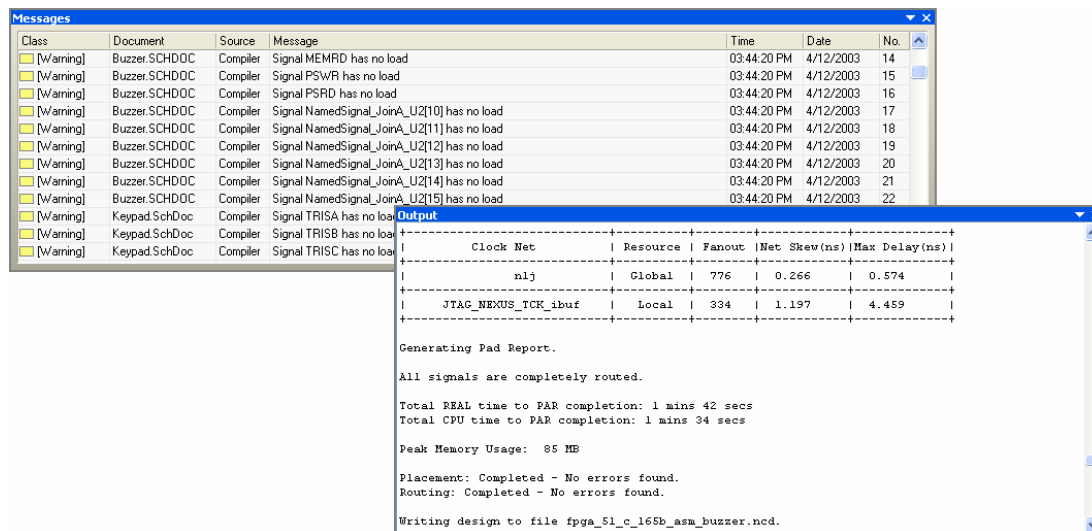 Messages
Class Document Source Message Time Date No.
[Warning] Buzzer.SCHDOC Compiler Signal MEMRD has no load 03:44:20 PM 4/12/2003 14
[Warning] Buzzer.SCHDOC Compiler Signal PSWR has no load 03:44:20 PM 4/12/2003 15
[Warning] Buzzer.SCHDOC Compiler Signal PSRD has no load 03:44:20 PM 4/12/2003 16
[Warning] Buzzer.SCHDOC Compiler Signal NamedSignal_JoinA_U2[10] has no load 03:44:20 PM 4/12/2003 17
[Warning] Buzzer.SCHDOC Compiler Signal NamedSignal_JoinA_U2[11] has no load 03:44:20 PM 4/12/2003 18
[Warning] Buzzer.SCHDOC Compiler Signal NamedSignal_JoinA_U2[12] has no load 03:44:20 PM 4/12/2003 19
[Warning] Buzzer.SCHDOC Compiler Signal NamedSignal_JoinA_U2[13] has no load 03:44:20 PM 4/12/2003 20
[Warning] Buzzer.SCHDOC Compiler Signal NamedSignal_JoinA_U2[14] has no load 03:44:20 PM 4/12/2003 21
[Warning] Buzzer.SCHDOC Compiler Signal NamedSignal_JoinA_U2[15] has no load 03:44:20 PM 4/12/2003 22
[Warning] Keypad.SchDoc Compiler Signal TRISA has no loa
[Warning] Keypad.SchDoc Compiler Signal TRISB has no loa
[Warning] Keypad.SchDoc Compiler Signal TRISC has no loa
Output
| Clock Net | Resource | Fanout |Net Skew(ns)|Max Delay(ns)|
| nlj | Global | 776 | 0.266 | 0.574 |
| JTAG_NEXUS_TCK_ibuf | Local | 334 | 1.197 | 4.459 |
Generating Pad Report.
All signals are completely routed.
Total REAL time to PAR completion: 1 mins 42 secs
Total CPU time to PAR completion: 1 mins 34 secs
Peak Memory Usage: 85 MB
Placement: Completed - No errors found.
Routing: Completed - No errors found.
Writing design to file fpga_51_c_165b_asm_buzzer.ncd.